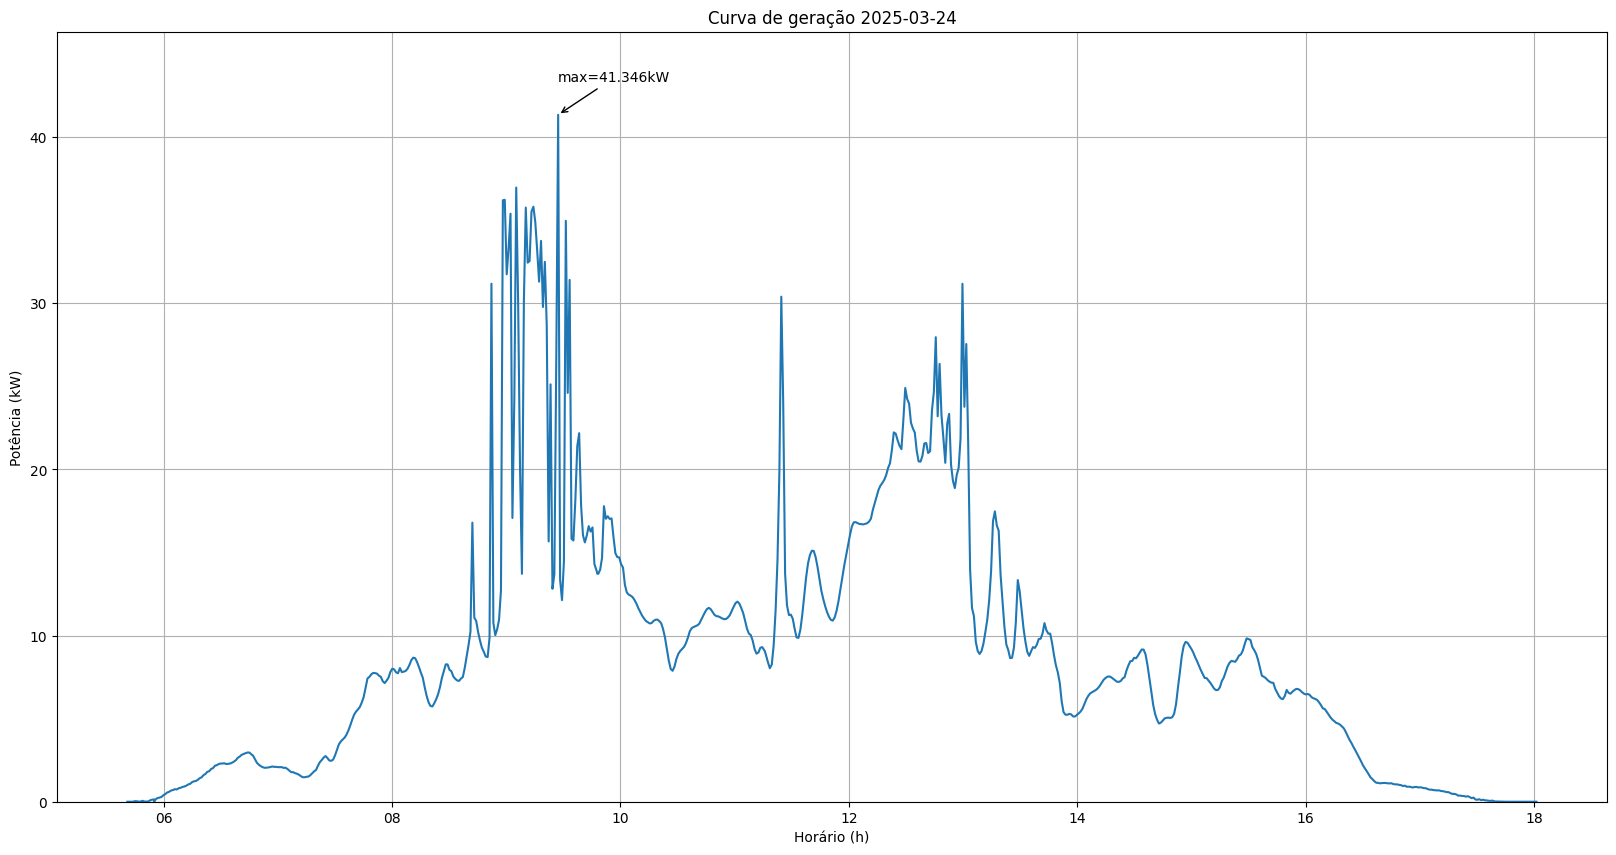 Curva de geração 2025-03-24
max=41.346kW
40
30
20
10
0
Potência (kW)
06 08 10 12 14 16 18
Horário (h)